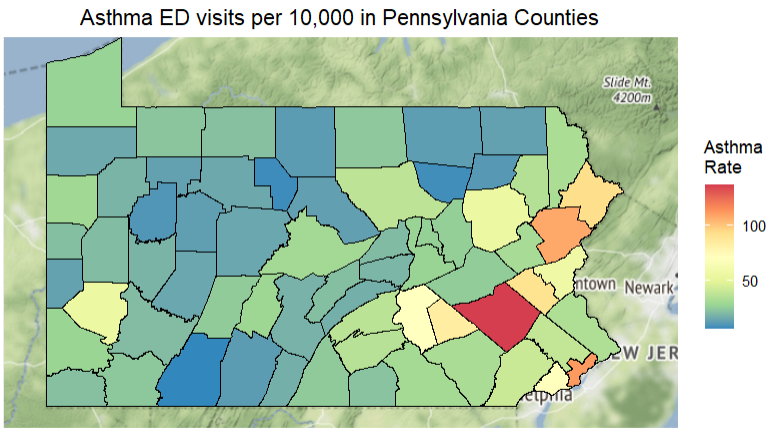 Asthma ED visits per 10,000 in Pennsylvania Counties
Slide Mt.
4200m
Asthma
Rate
100
50
ntown Newark
EW JER
elphia